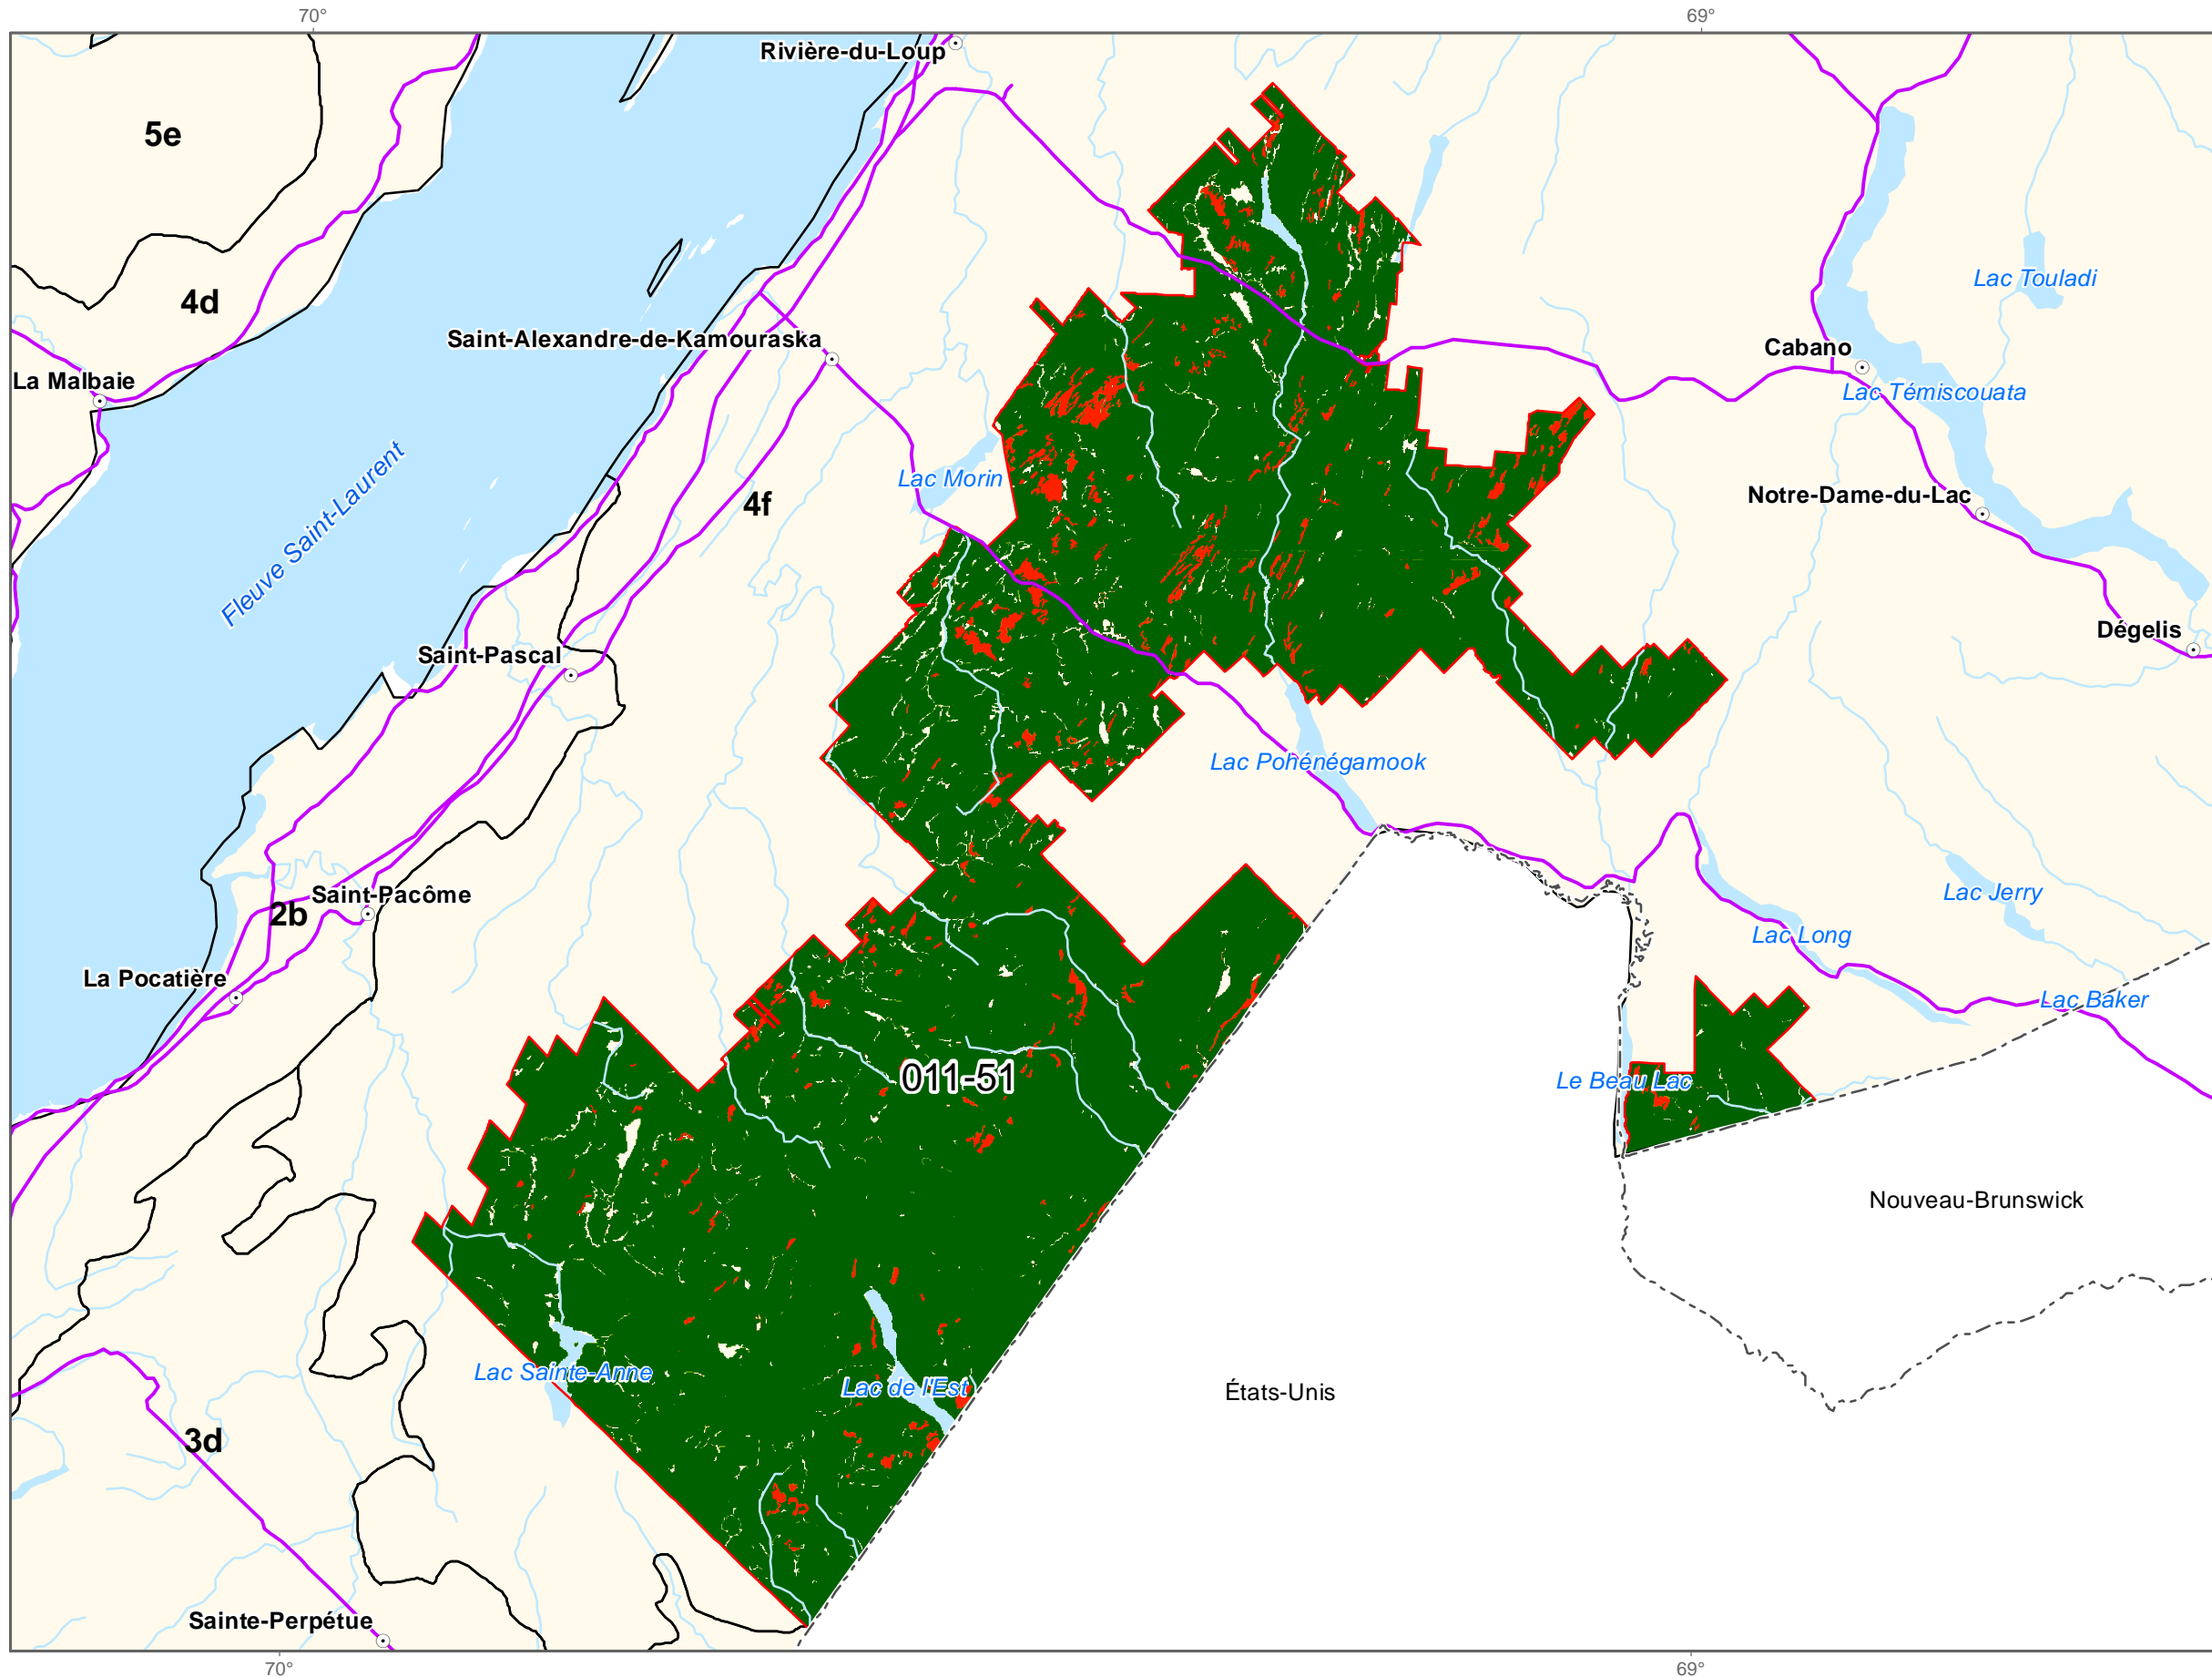 70°
69°
Rivière-du-Loup
5e
Lac Touladi
4d
Saint-Alexandre-de-Kamouraska
Cabano
La Malbaie
Lac Témiscouata
Lac Morin
Notre-Dame-du-Lac
4f
Fleuve Saint-Laurent
Dégelis
Saint-Pascal
Lac Pohénégamook
Saint-Pacôme
Lac Jerry
2b
Lac Long
La Pocatière
Lac Baker
011-51
Le Beau Lac
Nouveau-Brunswick
Lac Sainte-Anne
Lac de l'Est
États-Unis
3d
Sainte-Perpétue
70°
69°